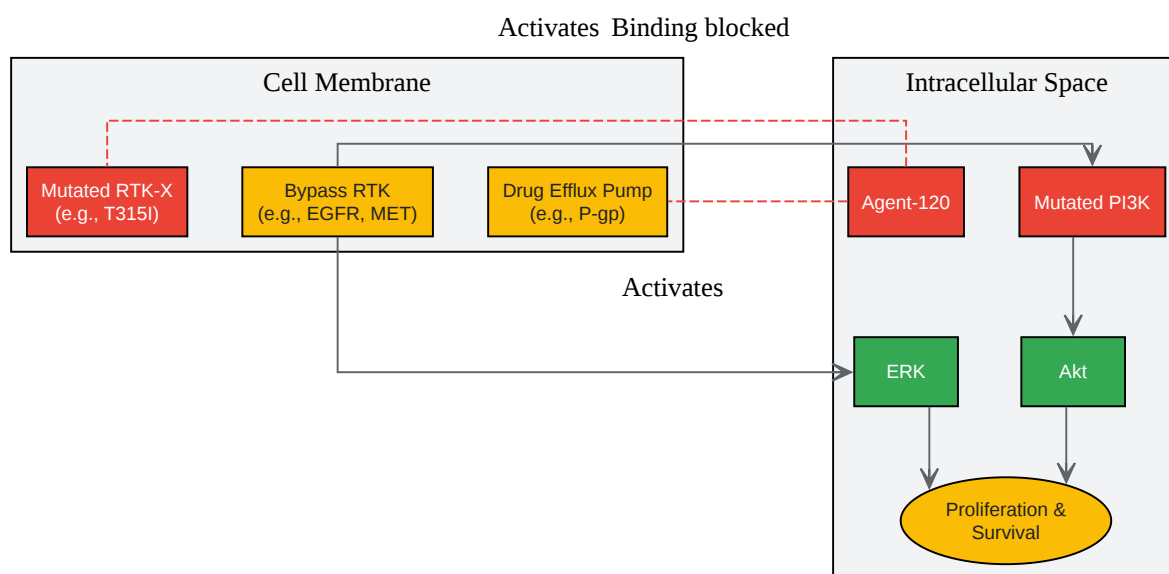 Activates Binding blocked
Cell Membrane
Intracellular Space
Mutated RTK-X
(e.g., T315I)
Bypass RTK
(e.g., EGFR, MET)
Drug Efflux Pump
(e.g., P-gp)
Agent-120
Mutated PI3K
Activates
ERK
Akt
Proliferation &
Survival